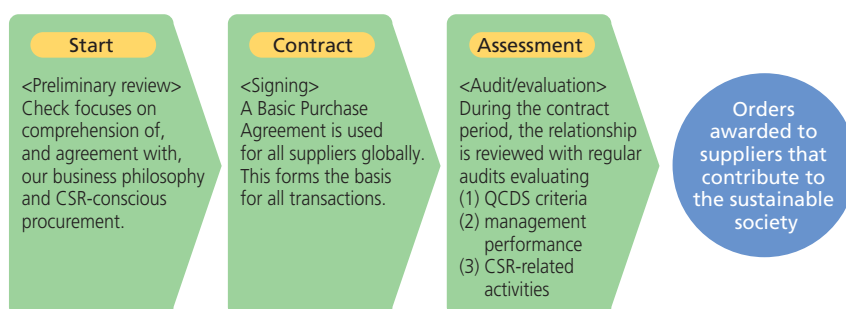 Start
<Preliminary review>
Check focuses on
comprehension of,
and agreement with,
our business philosophy
and CSR-conscious
procurement.
Contract
<Signing>
A Basic Purchase
Agreement is used
for all suppliers globally.
This forms the basis
for all transactions.
Assessment
<Audit/evaluation>
During the contract
period, the relationship
is reviewed with regular
audits evaluating
(1) QCDS criteria
(2) management
performance
(3) CSR-related
activities
Orders
awarded to
suppliers that
contribute to
the sustainable
society